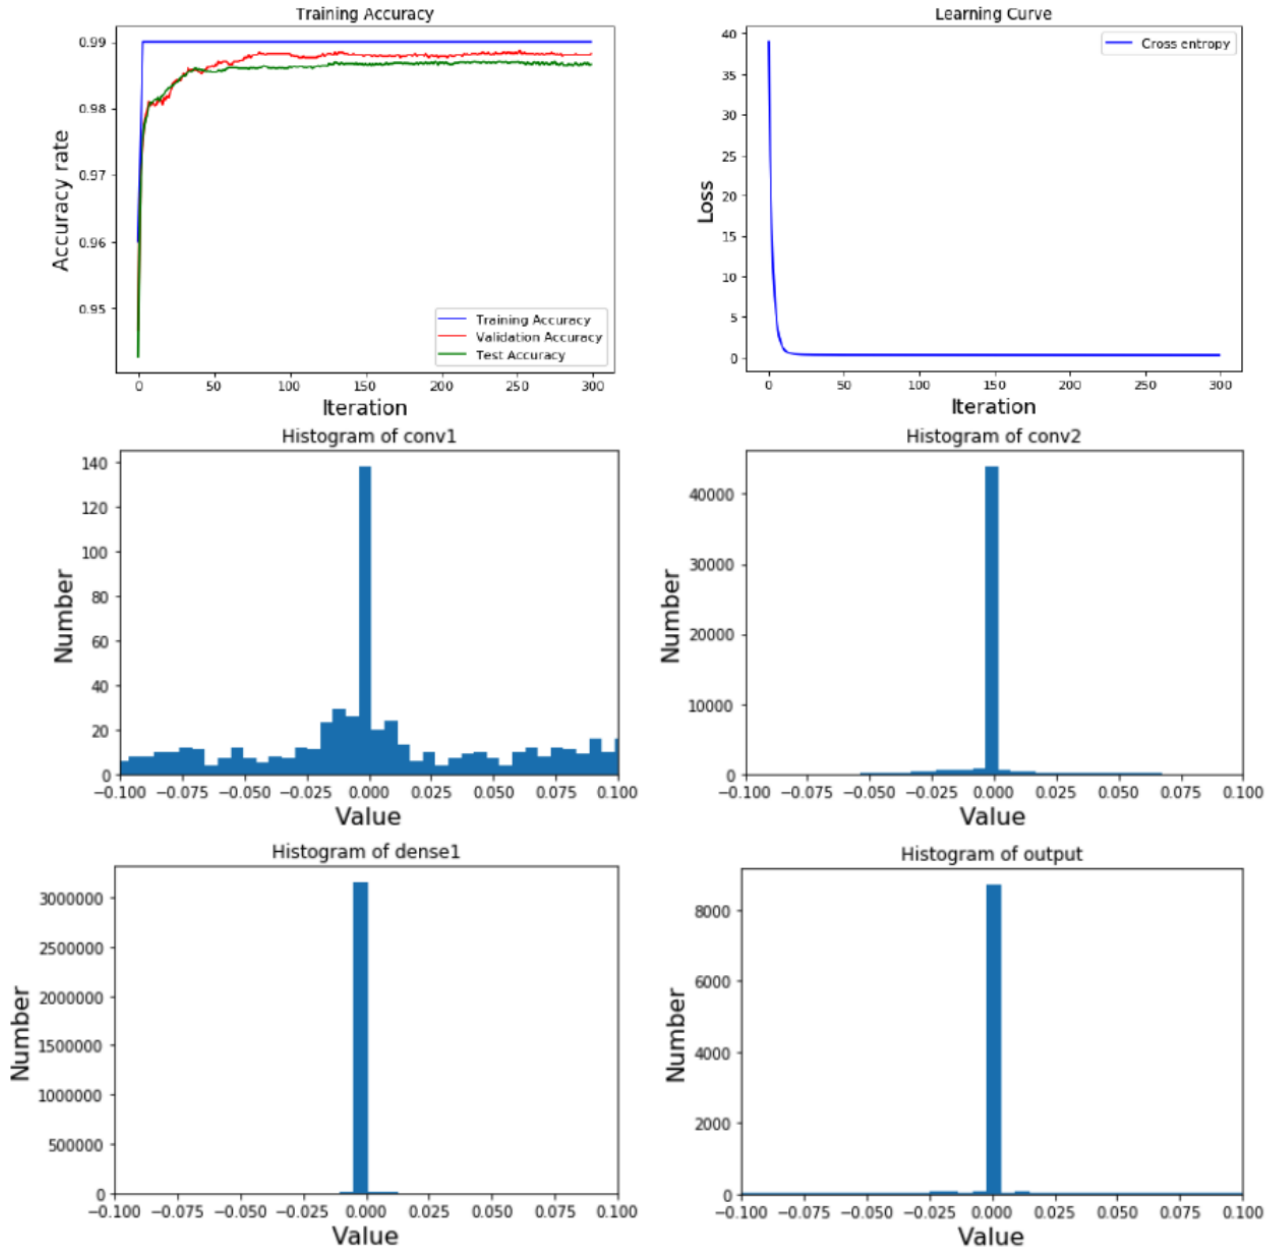 Training Accuracy
0.99
0.98
0.97
0.96
0.95
Accuracy rate
Training Accuracy
Validation Accuracy
Test Accuracy
0 50 100 150 200 250 300
Iteration
Learning Curve
40
35
30
25
20
15
10
5
0
Loss
Cross entropy
0 50 100 150 200 250 300
Iteration
Histogram of conv1
140
120
100
80
60
40
20
0
Number
−0.100 −0.075 −0.050 −0.025 0.000 0.025 0.050 0.075 0.100
Value
Histogram of conv2
40000
30000
20000
10000
0
Number
−0.100 −0.075 −0.050 −0.025 0.000 0.025 0.050 0.075 0.100
Value
Histogram of dense1
3000000
2500000
2000000
1500000
1000000
500000
0
Number
−0.100 −0.075 −0.050 −0.025 0.000 0.025 0.050 0.075 0.100
Value
Histogram of output
8000
6000
4000
2000
0
Number
−0.100 −0.075 −0.050 −0.025 0.000 0.025 0.050 0.075 0.100
Value